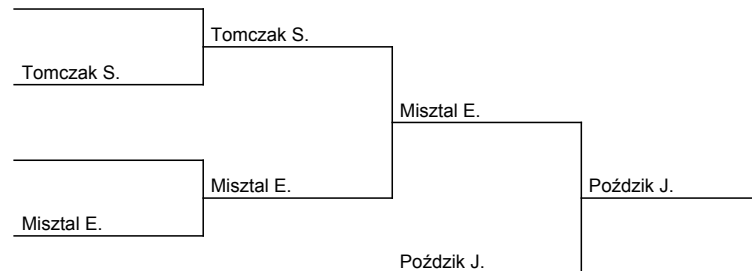 Tomczak S.
Tomczak S.
Misztal E.
Misztal E.
Misztal E.
Poździk J.
Poździk J.